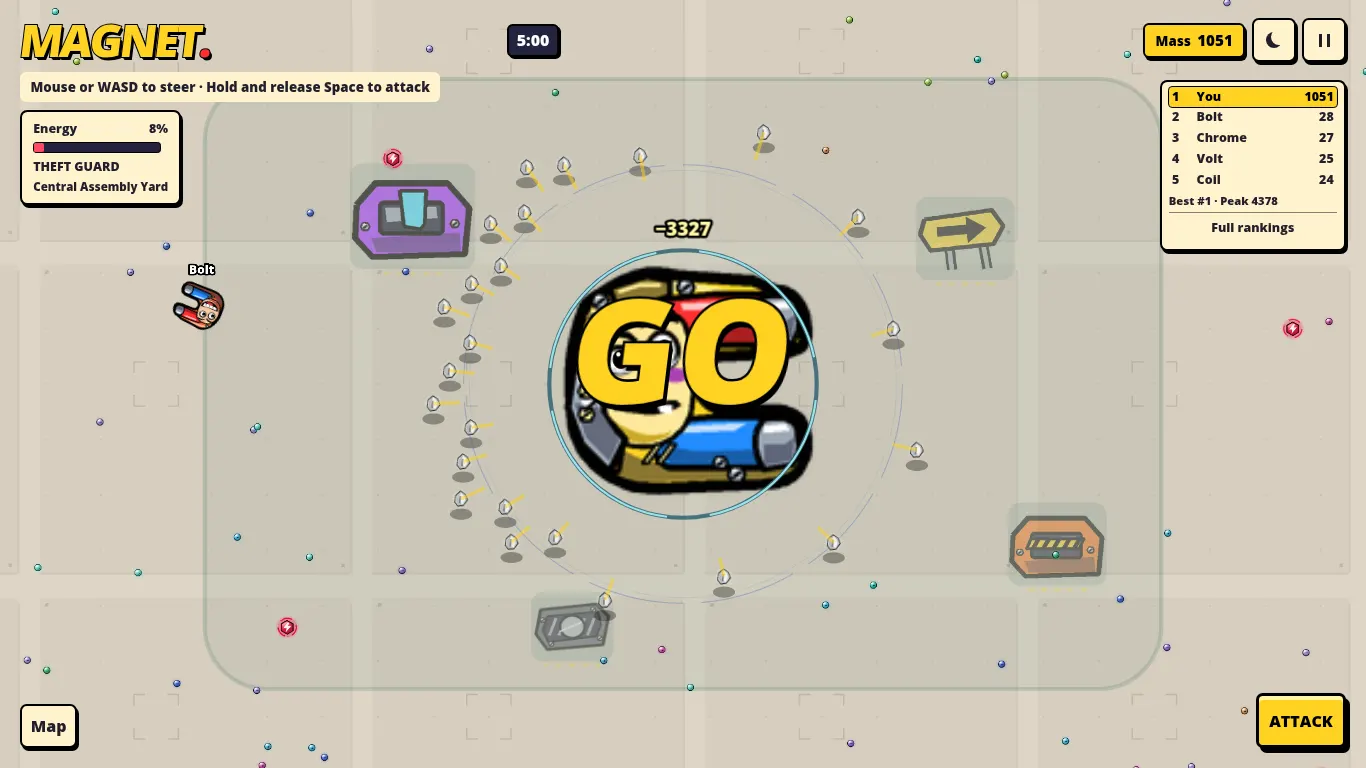 MAGNET.
5:00
Mass 1051
Mouse or WASD to steer · Hold and release Space to attack
Energy 8%
THEFT GUARD
Central Assembly Yard
1 You 1051
2 Bolt 28
3 Chrome 27
4 Volt 25
5 Coil 24
Best #1 · Peak 4378
Full rankings
−3327
Bolt
GO
Map
ATTACK